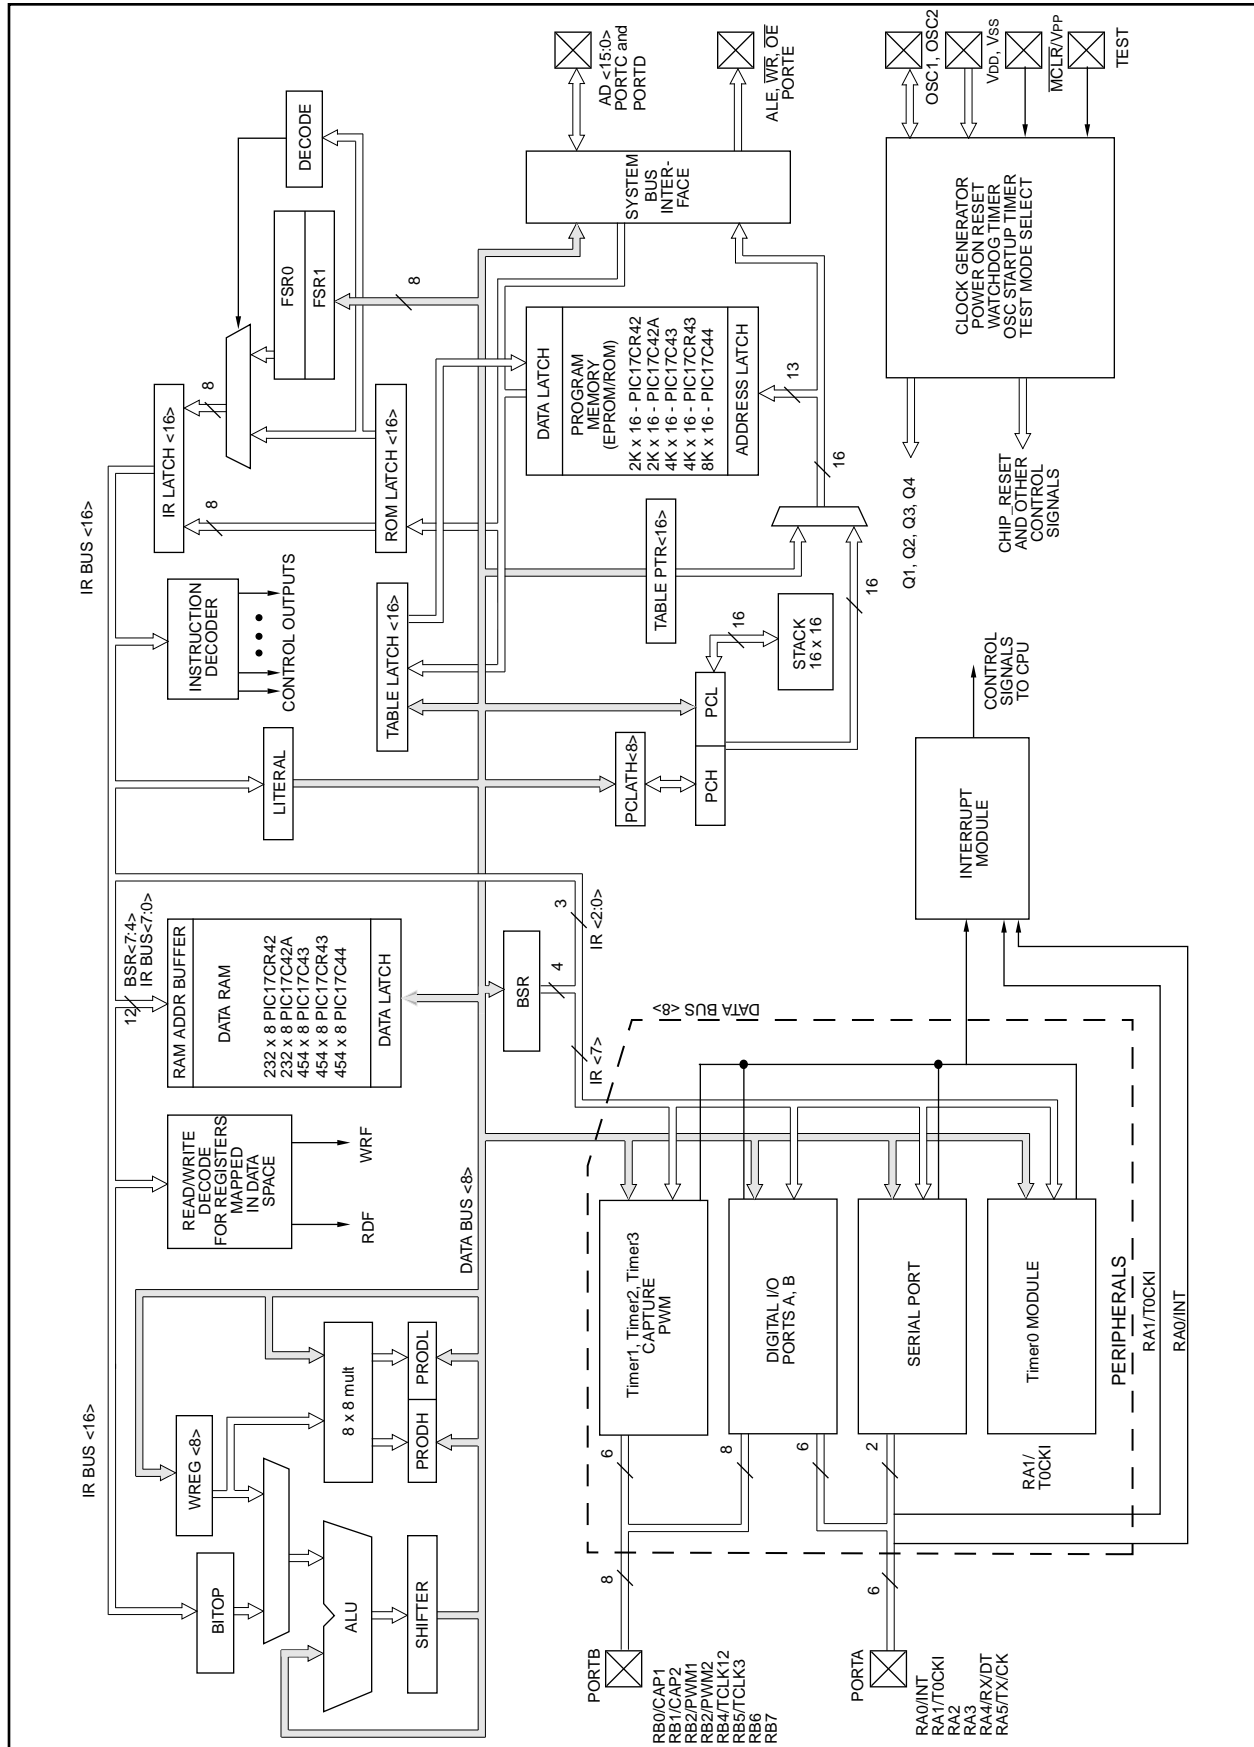 IR BUS <16>
IR BUS <16>
BITOP
WREG <8>
ALU
SHIFTER
8 x 8 mult
PRODH
PRODL
READ/WRITE
DECODE
FOR REGISTERS
MAPPED
IN DATA
SPACE
RDF
WRF
12
BSR<7:4>
IR BUS<7:0>
RAM ADDR BUFFER
DATA RAM
232 x 8 PIC17CR42
232 x 8 PIC17C42A
454 x 8 PIC17C43
454 x 8 PIC17CR43
454 x 8 PIC17C44
DATA LATCH
LITERAL
INSTRUCTION
DECODER
CONTROL OUTPUTS
IR LATCH <16>
8
8
FSR0
FSR1
DECODE
ROM LATCH <16>
TABLE LATCH <16>
8
DATA BUS <8>
BSR
4
3
IR <7>
IR <2:0>
DATA BUS <8>
PCLATH<8>
PCH
PCL
STACK
16 x 16
16
TABLE PTR<16>
16
16
13
DATA LATCH
PROGRAM
MEMORY
(EPROM/ROM)
2K x 16 - PIC17CR42
2K x 16 - PIC17C42A
4K x 16 - PIC17C43
4K x 16 - PIC17CR43
8K x 16 - PIC17C44
ADDRESS LATCH
SYSTEM
BUS
INTER-
FACE
AD <15:0>
PORTC and
PORTD
ALE, WR, OE
PORTE
PORTB
RB0/CAP1
RB1/CAP2
RB2/PWM1
RB2/PWM2
RB4/TCLK12
RB5/TCLK3
RB6
RB7
8
6
8
Timer1, Timer2, Timer3
CAPTURE
PWM
DIGITAL I/O
PORTS A, B
6
2
SERIAL PORT
Timer0 MODULE
RA1/
T0CKI
PERIPHERALS
PORTA
RA0/INT
RA1/T0CKI
RA2
RA3
RA4/RX/DT
RA5/TX/CK
6
RA1/T0CKI
RA0/INT
INTERRUPT
MODULE
CONTROL
SIGNALS
TO CPU
CLOCK GENERATOR
POWER ON RESET
WATCHDOG TIMER
OSC STARTUP TIMER
TEST MODE SELECT
Q1, Q2, Q3, Q4
CHIP_RESET
AND OTHER
CONTROL
SIGNALS
OSC1, OSC2
VDD, VSS
MCLR/VPP
TEST